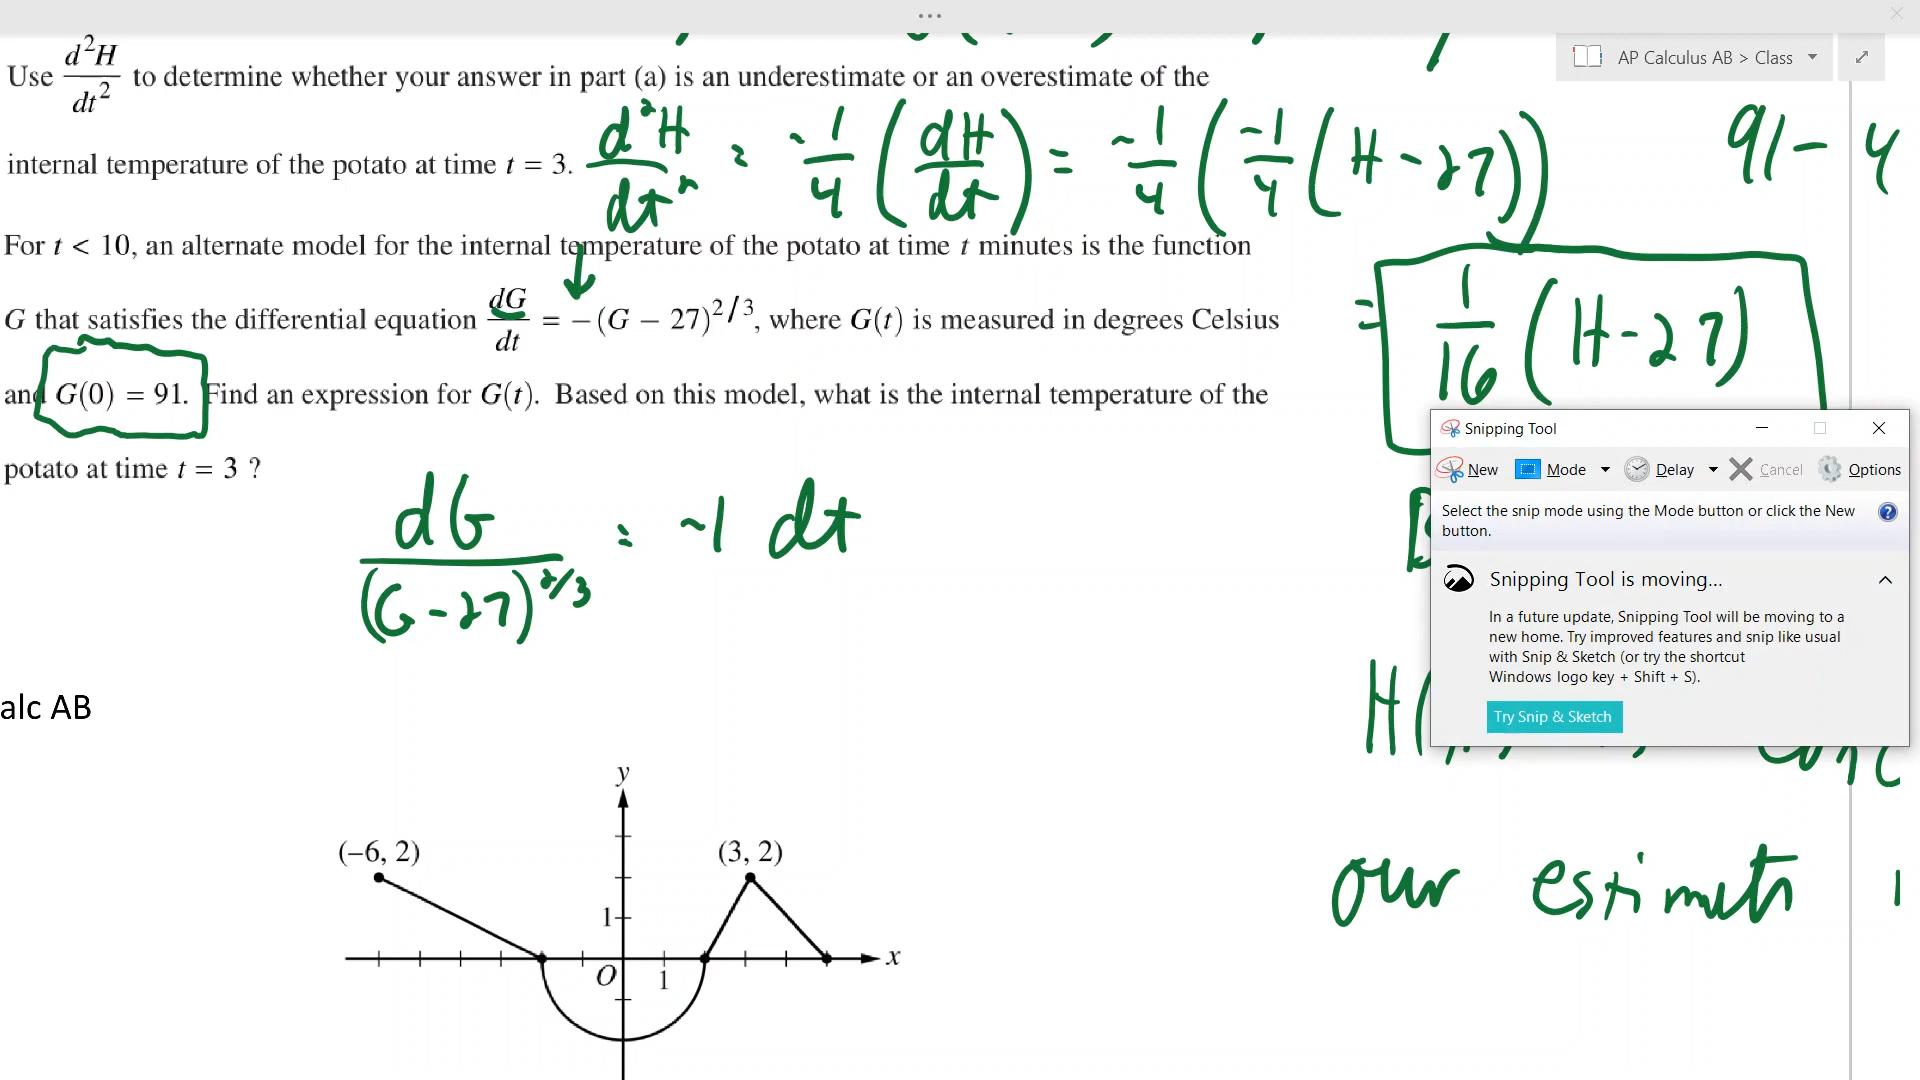 ...
AP Calculus AB > Class
Use d²H/dt² to determine whether your answer in part (a) is an underestimate or an overestimate of the
internal temperature of the potato at time t = 3.
d²H/dt² = -1/4 (dH/dt) = -1/4 (-1/4 (H - 27))
91 - 4
= 1/16 (H - 27)
For t < 10, an alternate model for the internal temperature of the potato at time t minutes is the function
G that satisfies the differential equation dG/dt = −(G − 27)^2/3, where G(t) is measured in degrees Celsius
and G(0) = 91. Find an expression for G(t). Based on this model, what is the internal temperature of the
potato at time t = 3 ?
dG/(G - 27)^2/3 = -1 dt
Snipping Tool
New Mode Delay Cancel Options
Select the snip mode using the Mode button or click the New
button.
?
Snipping Tool is moving...
In a future update, Snipping Tool will be moving to a
new home. Try improved features and snip like usual
with Snip & Sketch (or try the shortcut
Windows logo key + Shift + S).
Try Snip & Sketch
H(
alc AB
our estimate
y
(−6, 2)
(3, 2)
1
x
O
1